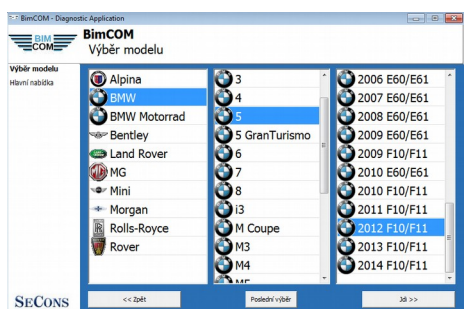 BimCOM - Diagnostic Application
BIM
COM
BimCOM
Výběr modelu
Výběr modelu
Hlavní nabídka
Alpina
BMW
BMW Motorrad
Bentley
Land Rover
MG
Mini
Morgan
Rolls-Royce
Rover
3
4
5
5 GranTurismo
6
7
8
i3
M Coupe
M3
M4
M5
2006 E60/E61
2007 E60/E61
2008 E60/E61
2009 E60/E61
2009 F10/F11
2010 E60/E61
2010 F10/F11
2011 F10/F11
2012 F10/F11
2013 F10/F11
2014 F10/F11
SECONS
<< Zpět
Poslední výběr
Jdi >>